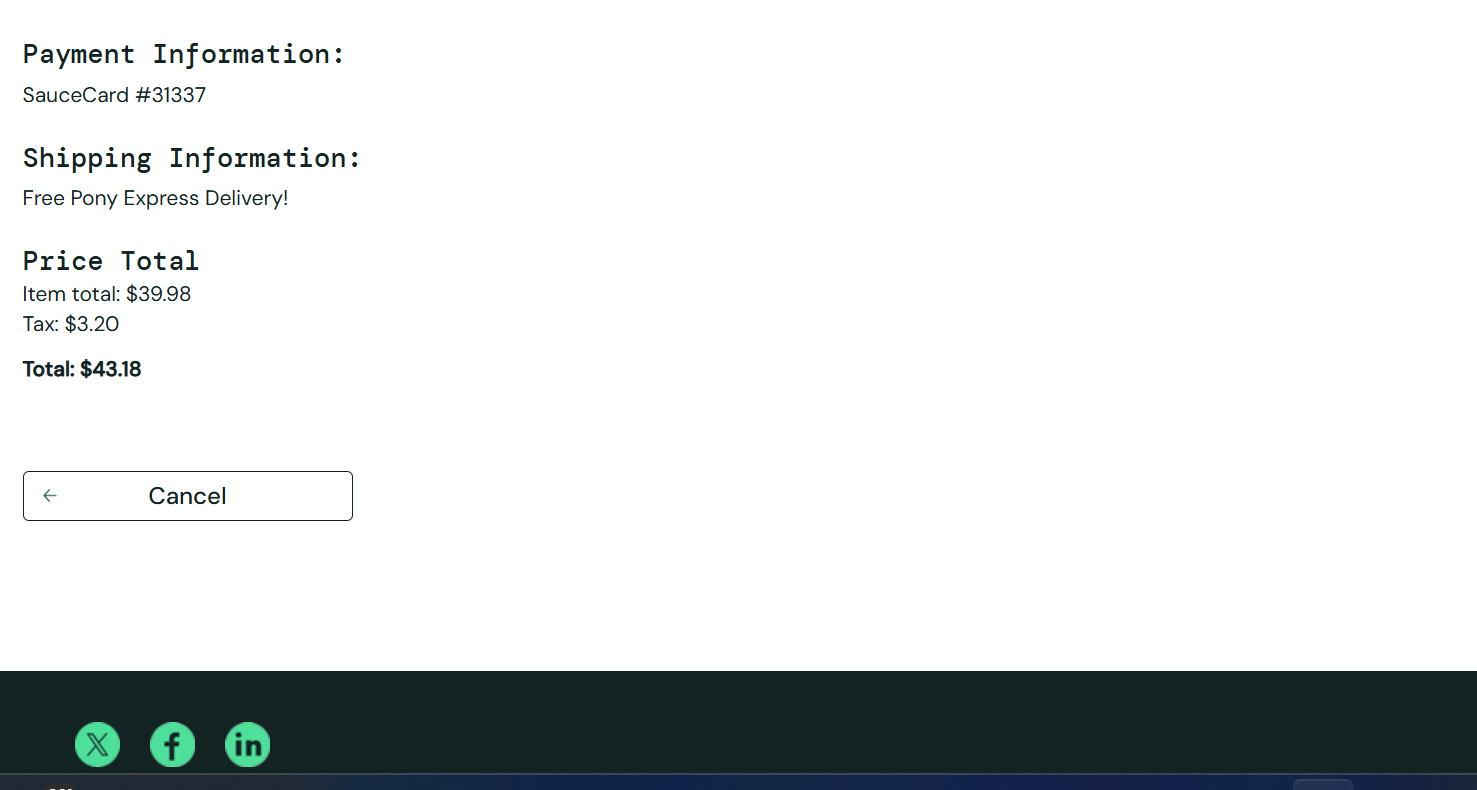 Payment Information:
SauceCard #31337
Shipping Information:
Free Pony Express Delivery!
Price Total
Item total: $39.98
Tax: $3.20
Total: $43.18
Cancel